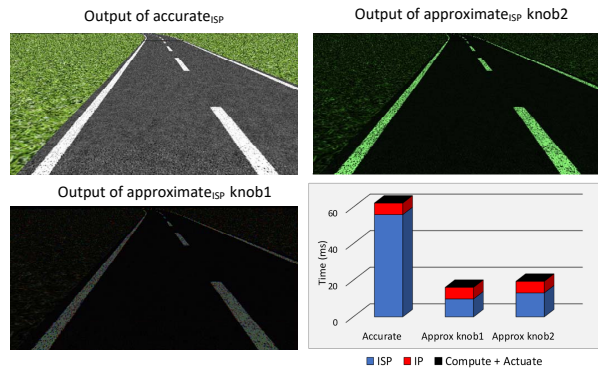 Output of accurateISP
Output of approximateISP knob2
Output of approximateISP knob1
60
40
20
0
Time (ms)
Accurate
Approx knob1
Approx knob2
ISP
IP
Compute + Actuate